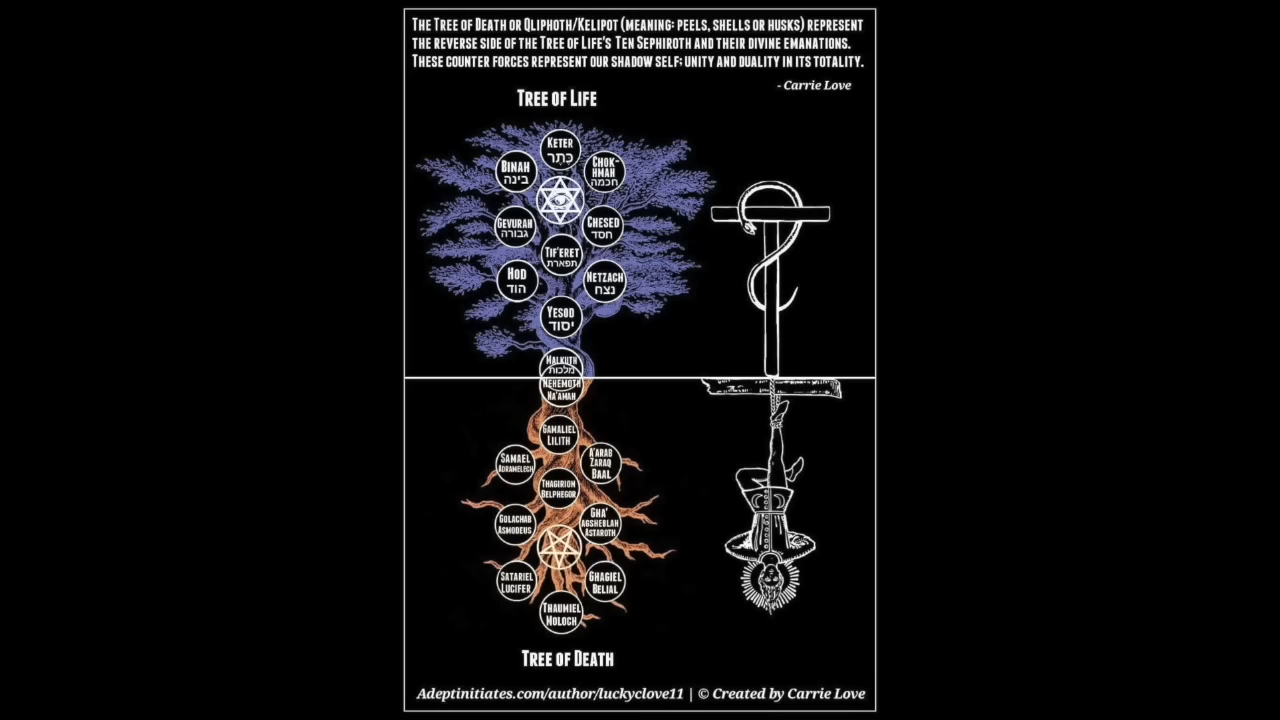 THE TREE OF DEATH OR QLIPHOTH/KELIPOT (MEANING: PEELS, SHELLS OR HUSKS) REPRESENT
THE REVERSE SIDE OF THE TREE OF LIFE'S TEN SEPHIROTH AND THEIR DIVINE EMANATIONS.
THESE COUNTER FORCES REPRESENT OUR SHADOW SELF: UNITY AND DUALITY IN ITS TOTALITY.
- Carrie Love
TREE OF LIFE
KETER
כֶּתֶר
BINAH
בינה
CHOK-
HMAH
חכמה
GEVURAH
גבורה
CHESED
חסד
TIF'ERET
תפארת
HOD
הוד
NETZACH
נצח
YESOD
יסוד
MALKUTH
מלכות
NEHEMOTH
NA'AMAH
GAMALIEL
LILITH
SAMAEL
ADRAMELECH
A'ARAB
ZARAQ
BAAL
THAGIRION
BELPHEGOR
GOLACHAB
ASMODEUS
GHA'
AGSHEBLAH
ASTAROTH
SATARIEL
LUCIFER
GHAGIEL
BELIAL
THAUMIEL
MOLOCH
TREE OF DEATH
Adeptinitiates.com/author/luckyclove11 | © Created by Carrie Love